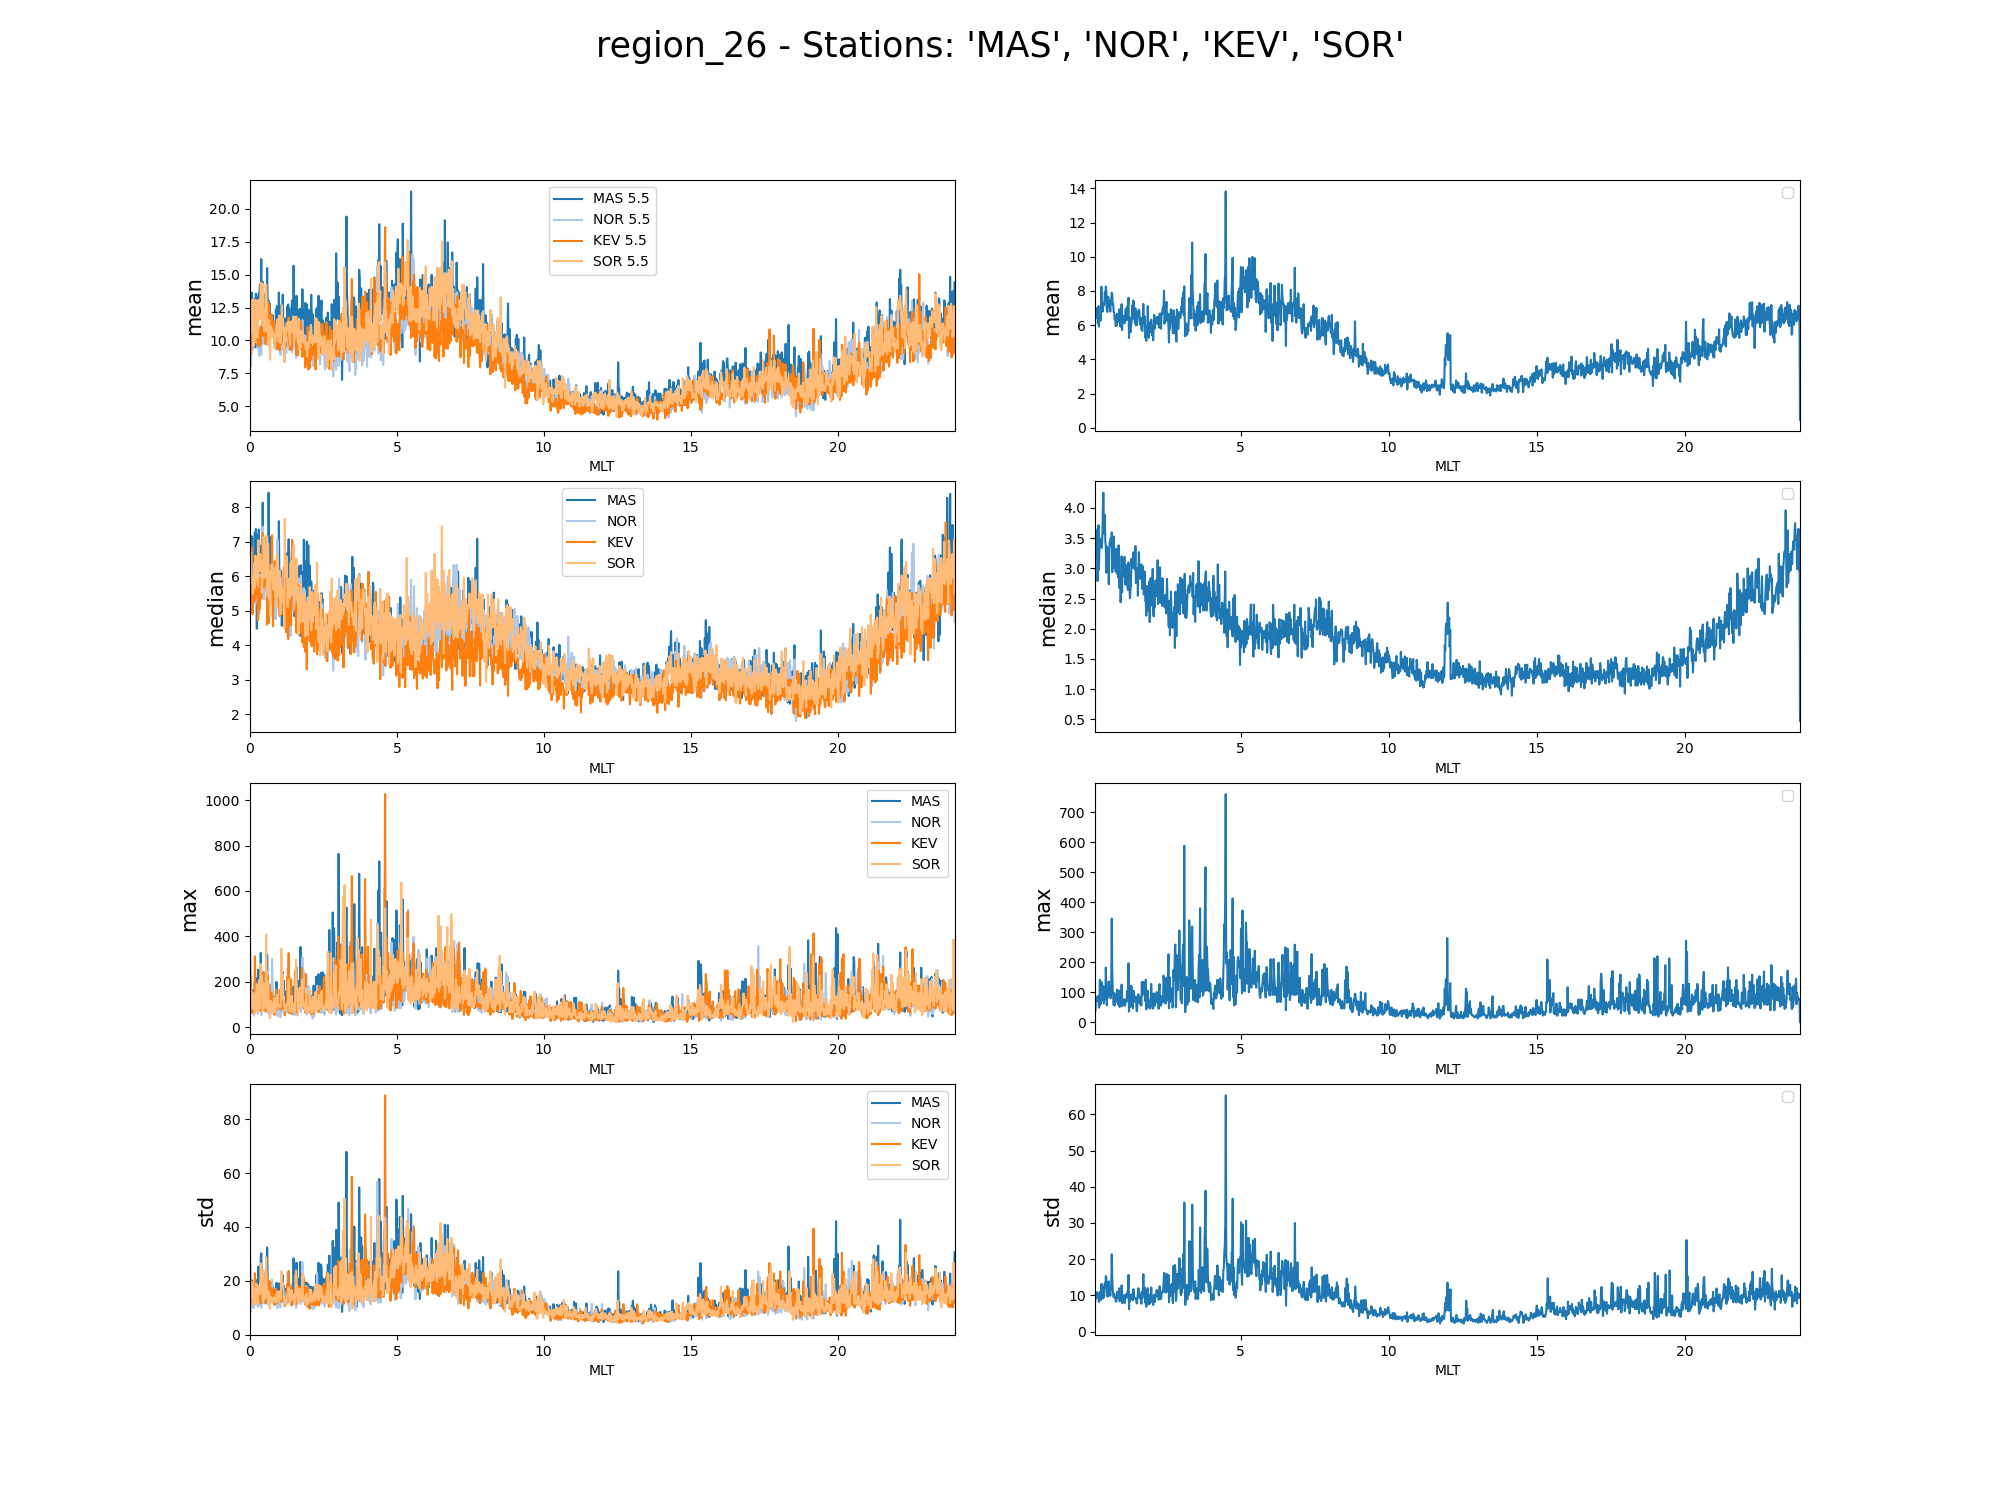 region_26 - Stations: 'MAS', 'NOR', 'KEV', 'SOR'
mean
20.0
17.5
15.0
12.5
10.0
7.5
5.0
0 5 10 15 20
MLT
MAS 5.5
NOR 5.5
KEV 5.5
SOR 5.5
mean
14
12
10
8
6
4
2
0
5 10 15 20
MLT
median
8
7
6
5
4
3
2
0 5 10 15 20
MLT
MAS
NOR
KEV
SOR
median
4.0
3.5
3.0
2.5
2.0
1.5
1.0
0.5
5 10 15 20
MLT
max
1000
800
600
400
200
0
0 5 10 15 20
MLT
MAS
NOR
KEV
SOR
max
700
600
500
400
300
200
100
0
5 10 15 20
MLT
std
80
60
40
20
0
0 5 10 15 20
MLT
MAS
NOR
KEV
SOR
std
60
50
40
30
20
10
0
5 10 15 20
MLT